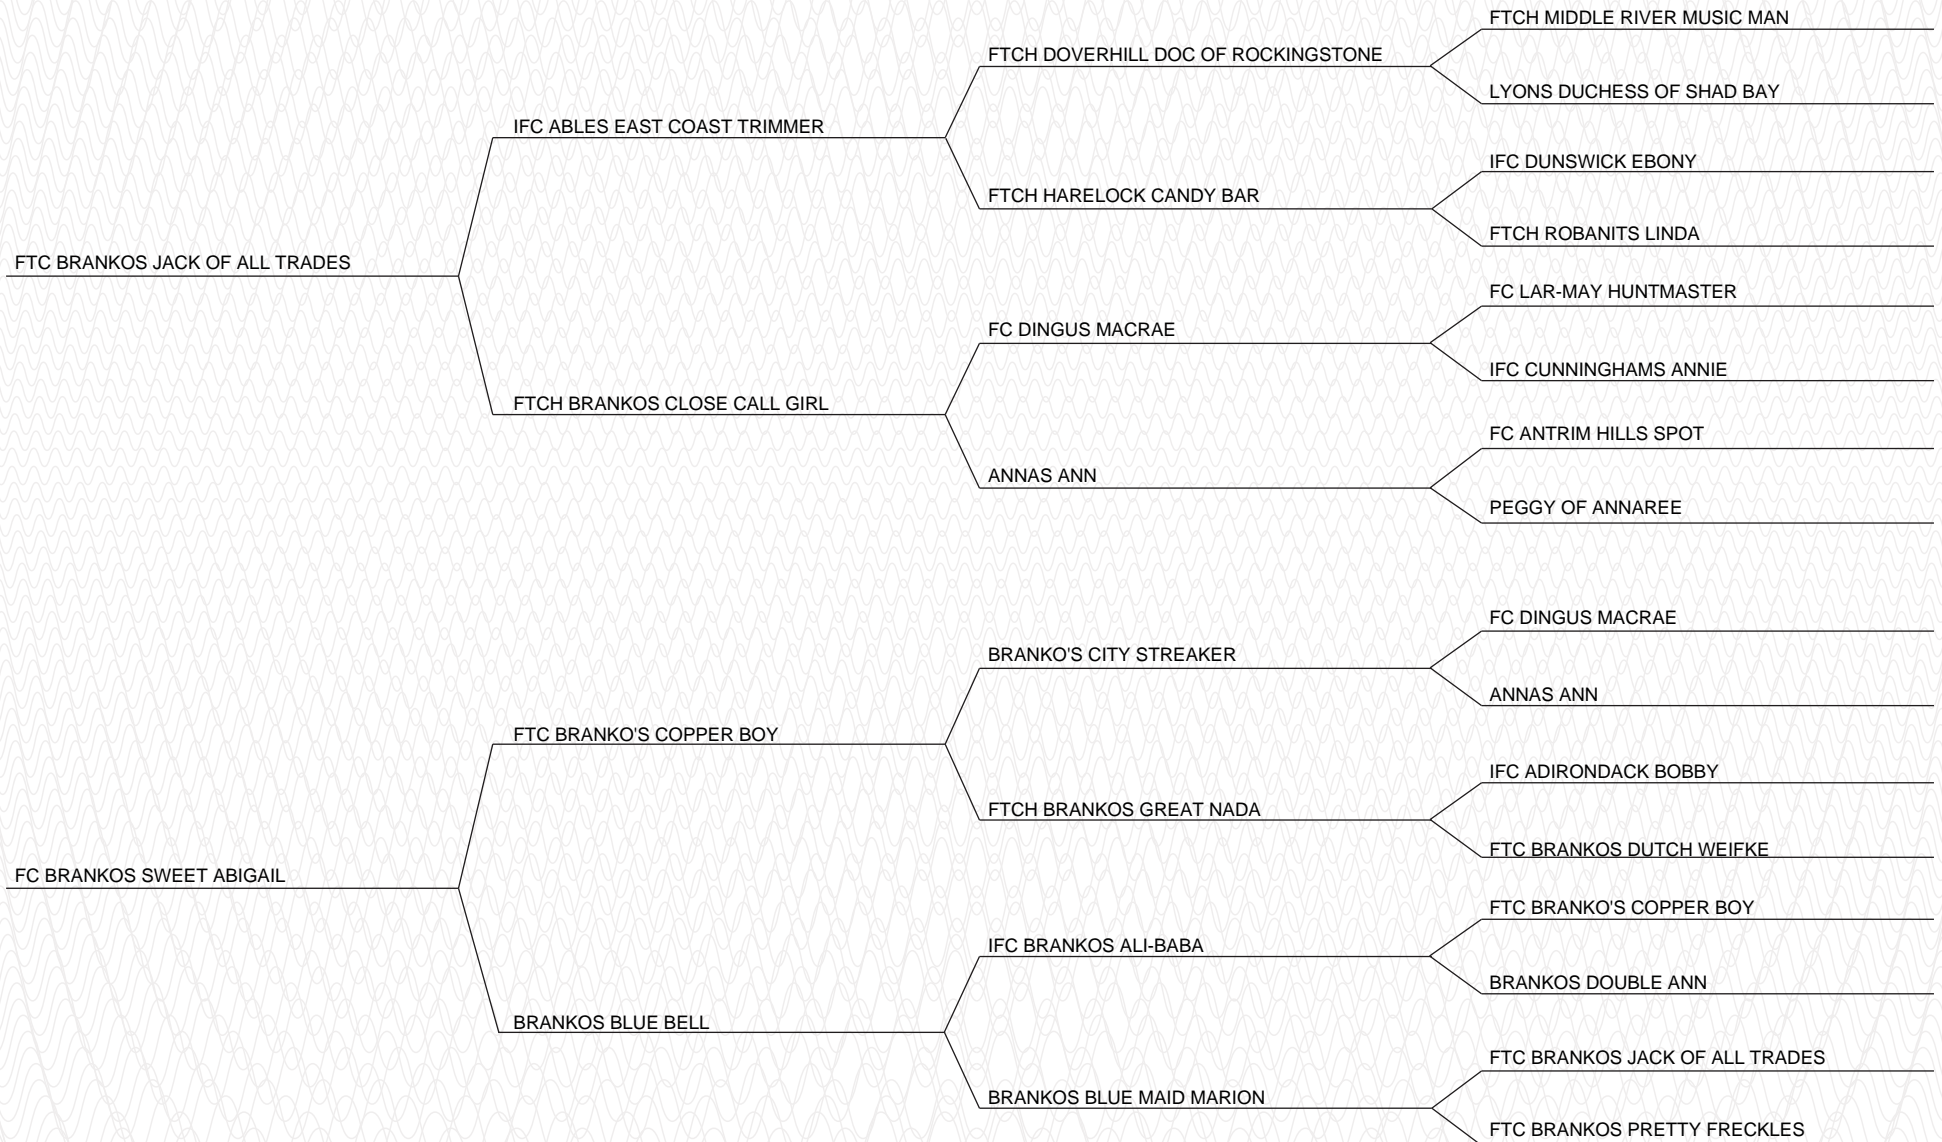 FTCH MIDDLE RIVER MUSIC MAN
FTCH DOVERHILL DOC OF ROCKINGSTONE
LYONS DUCHESS OF SHAD BAY
IFC ABLES EAST COAST TRIMMER
IFC DUNSWICK EBONY
FTCH HARELOCK CANDY BAR
FTCH ROBANITS LINDA
FTC BRANKOS JACK OF ALL TRADES
FC LAR-MAY HUNTMASTER
FC DINGUS MACRAE
IFC CUNNINGHAMS ANNIE
FTCH BRANKOS CLOSE CALL GIRL
FC ANTRIM HILLS SPOT
ANNAS ANN
PEGGY OF ANNAREE
FC DINGUS MACRAE
BRANKO'S CITY STREAKER
ANNAS ANN
FTC BRANKO'S COPPER BOY
IFC ADIRONDACK BOBBY
FTCH BRANKOS GREAT NADA
FTC BRANKOS DUTCH WEIFKE
FC BRANKOS SWEET ABIGAIL
FTC BRANKO'S COPPER BOY
IFC BRANKOS ALI-BABA
BRANKOS DOUBLE ANN
BRANKOS BLUE BELL
FTC BRANKOS JACK OF ALL TRADES
BRANKOS BLUE MAID MARION
FTC BRANKOS PRETTY FRECKLES